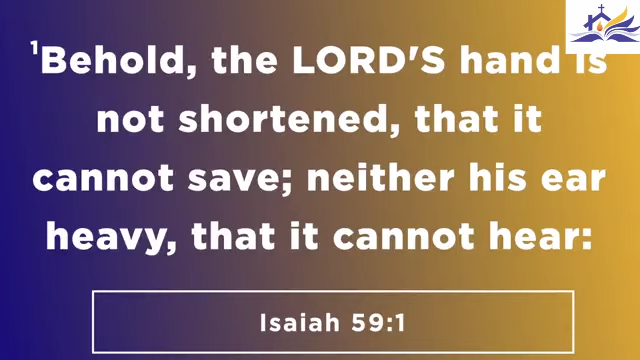 ¹Behold, the LORD'S hand is
not shortened, that it
cannot save; neither his ear
heavy, that it cannot hear:
Isaiah 59:1